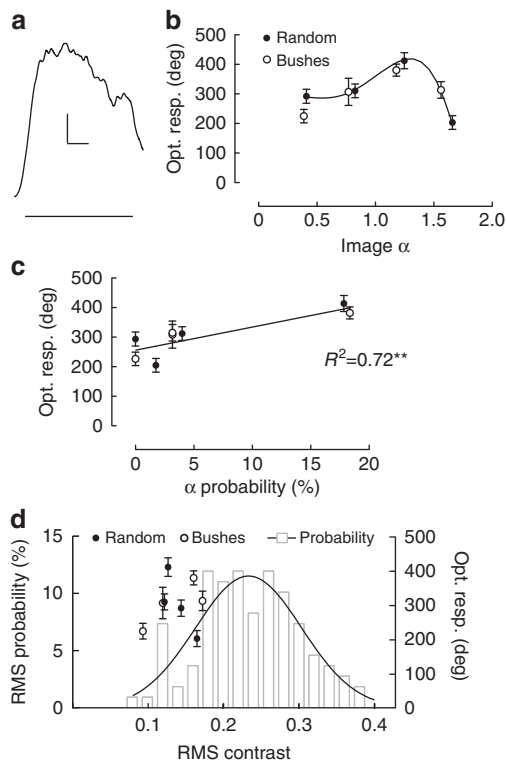 a
b
500
400
300
200
100
0
Opt. resp. (deg)
Random
Bushes
0
0.5
1.0
1.5
2.0
Image α
c
500
400
300
200
100
0
Opt. resp. (deg)
R²=0.72**
0
5
10
15
20
α probability (%)
d
Random
Bushes
Probability
15
10
5
0
RMS probability (%)
500
400
300
200
100
0
Opt. resp. (deg)
0.1
0.2
0.3
0.4
RMS contrast